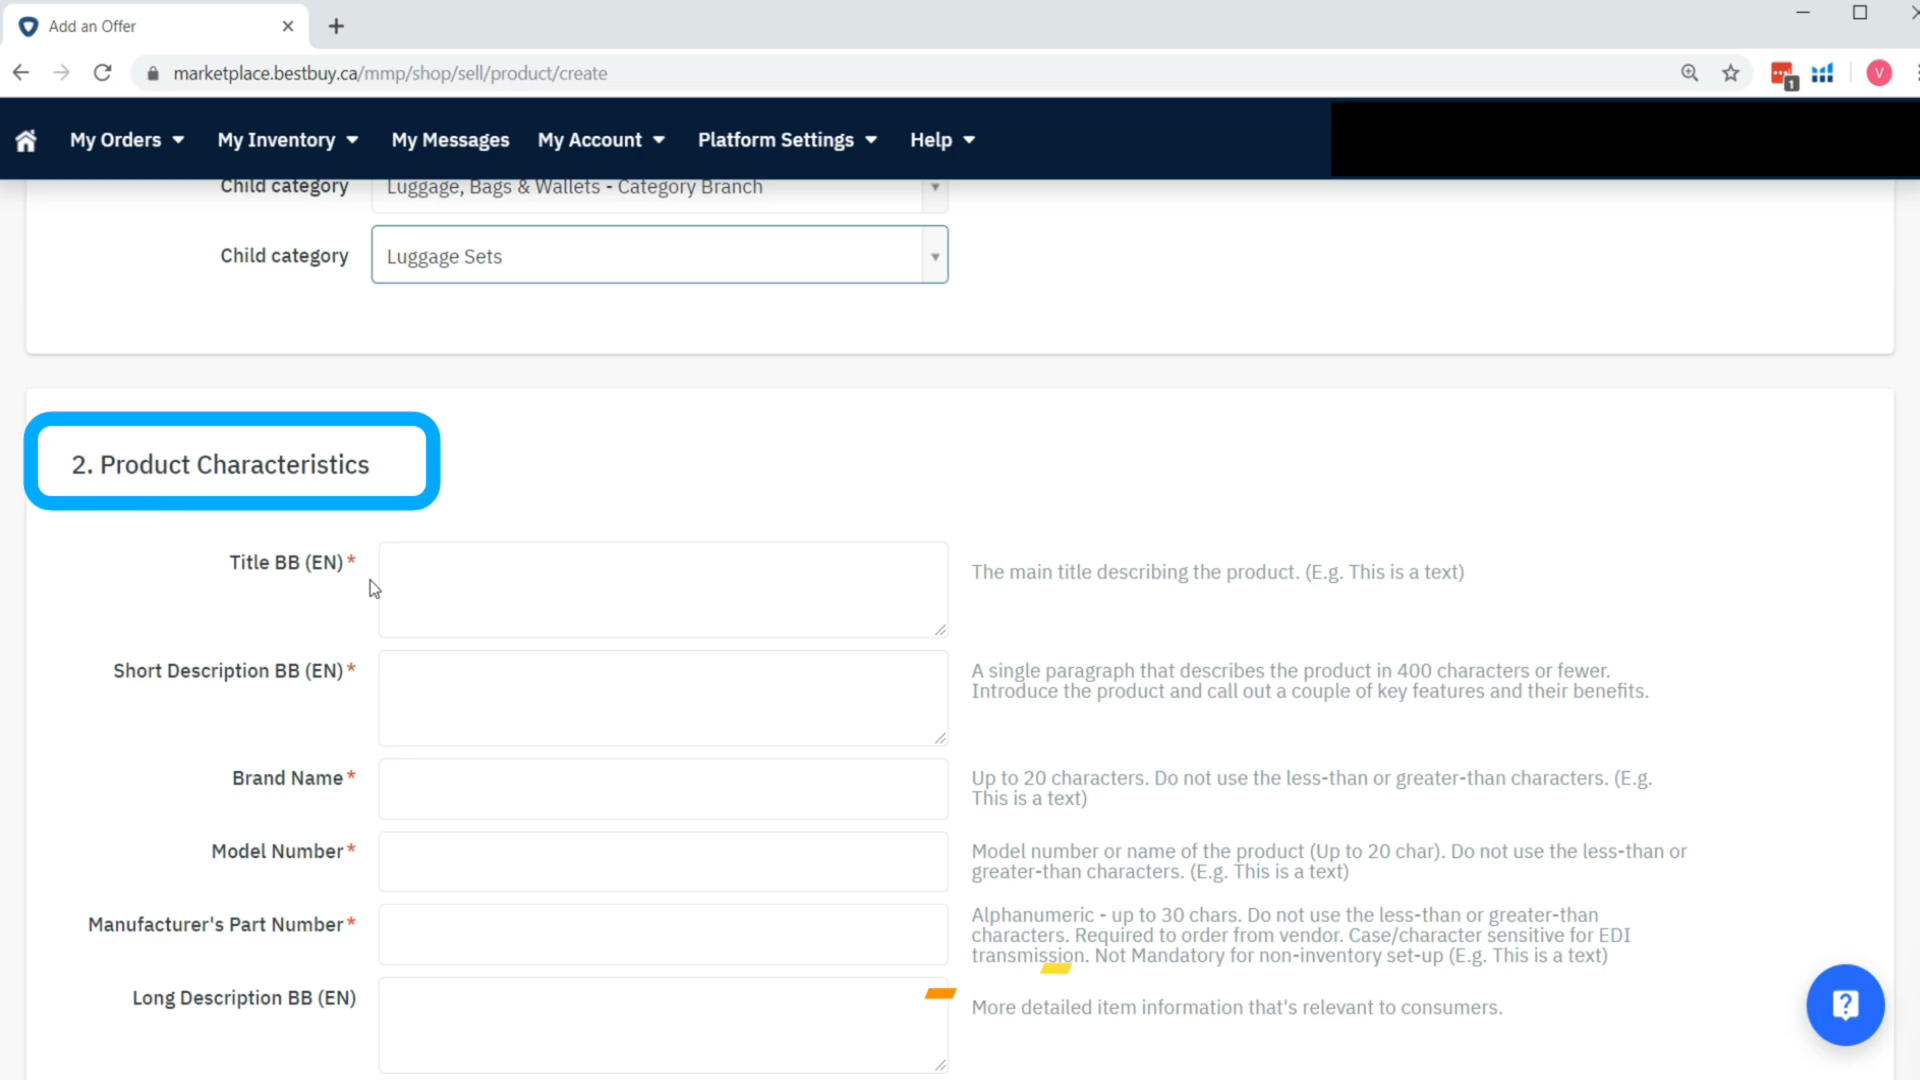 Add an Offer
marketplace.bestbuy.ca/mmp/shop/sell/product/create
1
V
My Orders My Inventory My Messages My Account Platform Settings Help
Child category Luggage, Bags & Wallets - Category Branch
Child category Luggage Sets
2. Product Characteristics
Title BB (EN)*
The main title describing the product. (E.g. This is a text)
Short Description BB (EN)*
A single paragraph that describes the product in 400 characters or fewer.
Introduce the product and call out a couple of key features and their benefits.
Brand Name*
Up to 20 characters. Do not use the less-than or greater-than characters. (E.g.
This is a text)
Model Number*
Model number or name of the product (Up to 20 char). Do not use the less-than or
greater-than characters. (E.g. This is a text)
Manufacturer's Part Number*
Alphanumeric - up to 30 chars. Do not use the less-than or greater-than
characters. Required to order from vendor. Case/character sensitive for EDI
transmission. Not Mandatory for non-inventory set-up (E.g. This is a text)
Long Description BB (EN)
More detailed item information that's relevant to consumers.
?